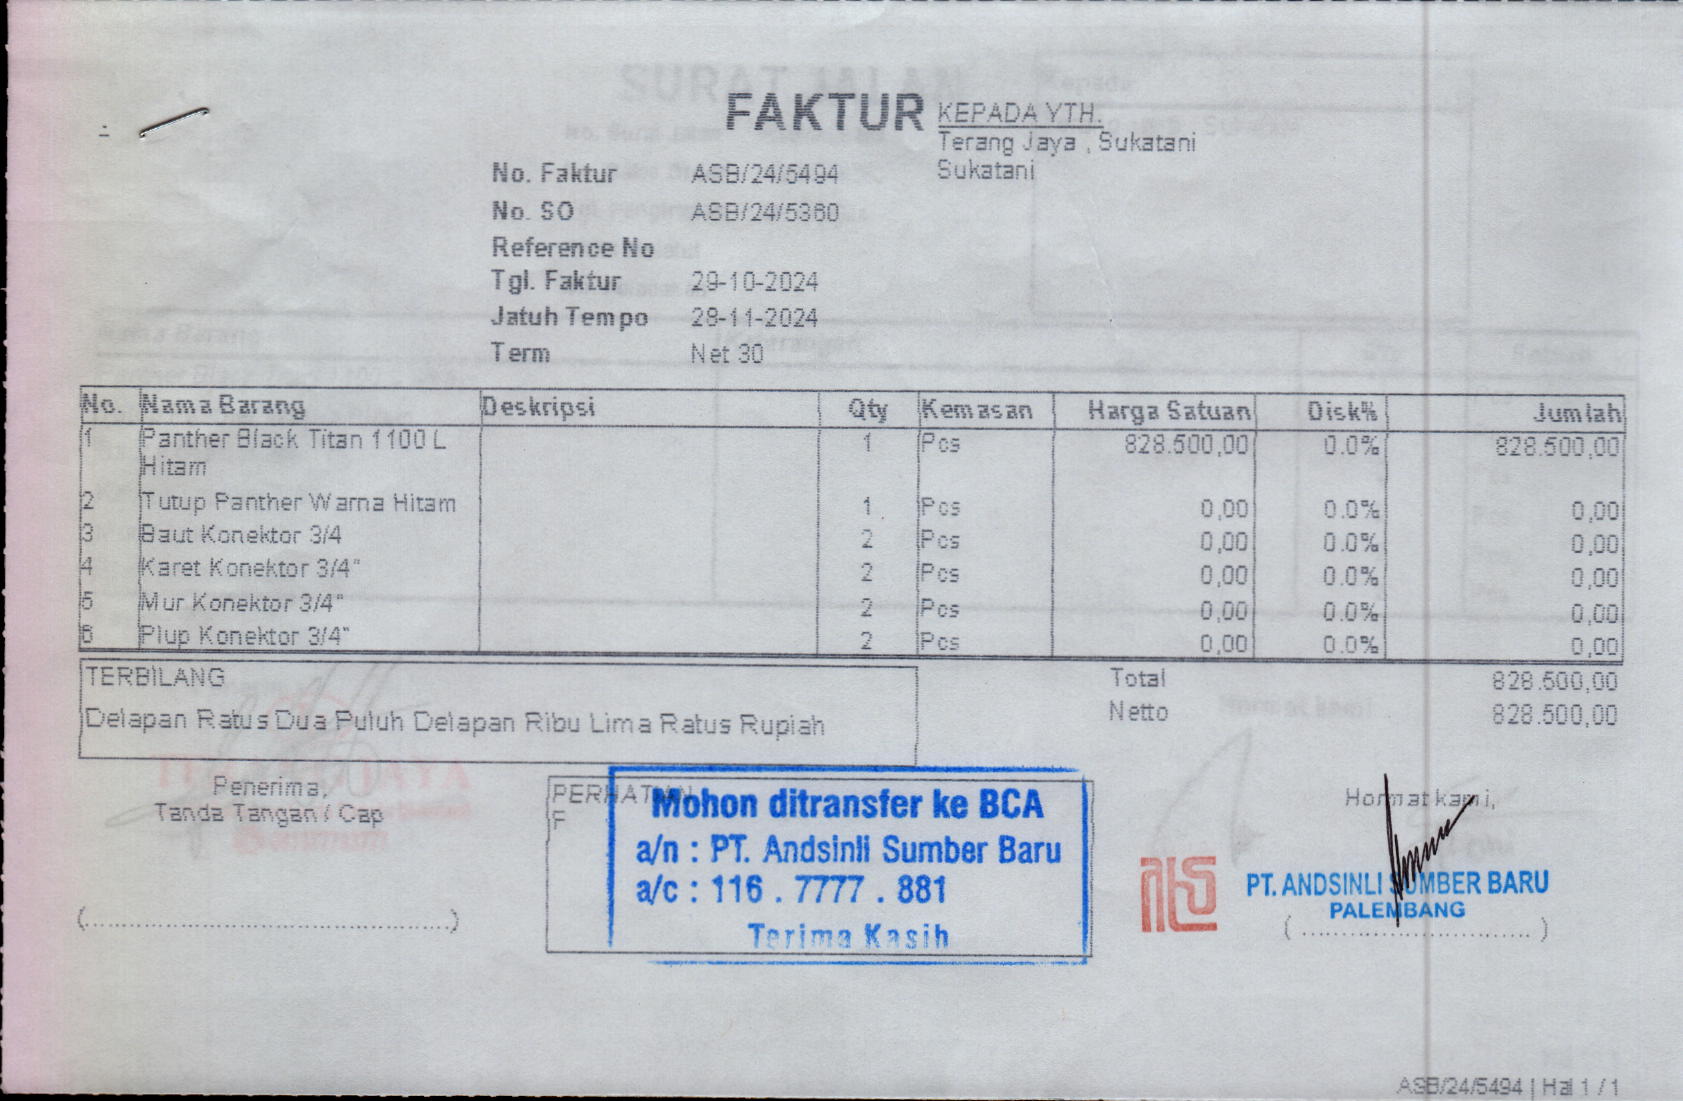 FAKTUR
KEPADA YTH.
Terang Jaya , Sukatani
Sukatani
No. Faktur ASB/24/5494
No. SO ASB/24/5360
Reference No
Tgl. Faktur 29-10-2024
Jatuh Tempo 28-11-2024
Term Net 30
No. Nama Barang Deskripsi Qty Kemasan Harga Satuan Disk% Jumlah
1 Panther Black Titan 1100 L 1 Pcs 828.500,00 0.0% 828.500,00
Hitam
2 Tutup Panther Warna Hitam 1 Pcs 0,00 0.0% 0,00
3 Baut Konektor 3/4 2 Pcs 0,00 0.0% 0,00
4 Karet Konektor 3/4" 2 Pcs 0,00 0.0% 0,00
5 Mur Konektor 3/4" 2 Pcs 0,00 0.0% 0,00
6 Plup Konektor 3/4" 2 Pcs 0,00 0.0% 0,00
TERBILANG
Delapan Ratus Dua Puluh Delapan Ribu Lima Ratus Rupiah
Total 828.500,00
Netto 828.500,00
Penerima,
Tanda Tangan / Cap
(..................................................)
PERHATIAN
F
Mohon ditransfer ke BCA
a/n : PT. Andsinli Sumber Baru
a/c : 116 . 7777 . 881
Terima Kasih
Hormat kami,
PT. ANDSINLI SUMBER BARU
PALEMBANG
( ............................... )
ASB/24/5494 | Hal 1 / 1